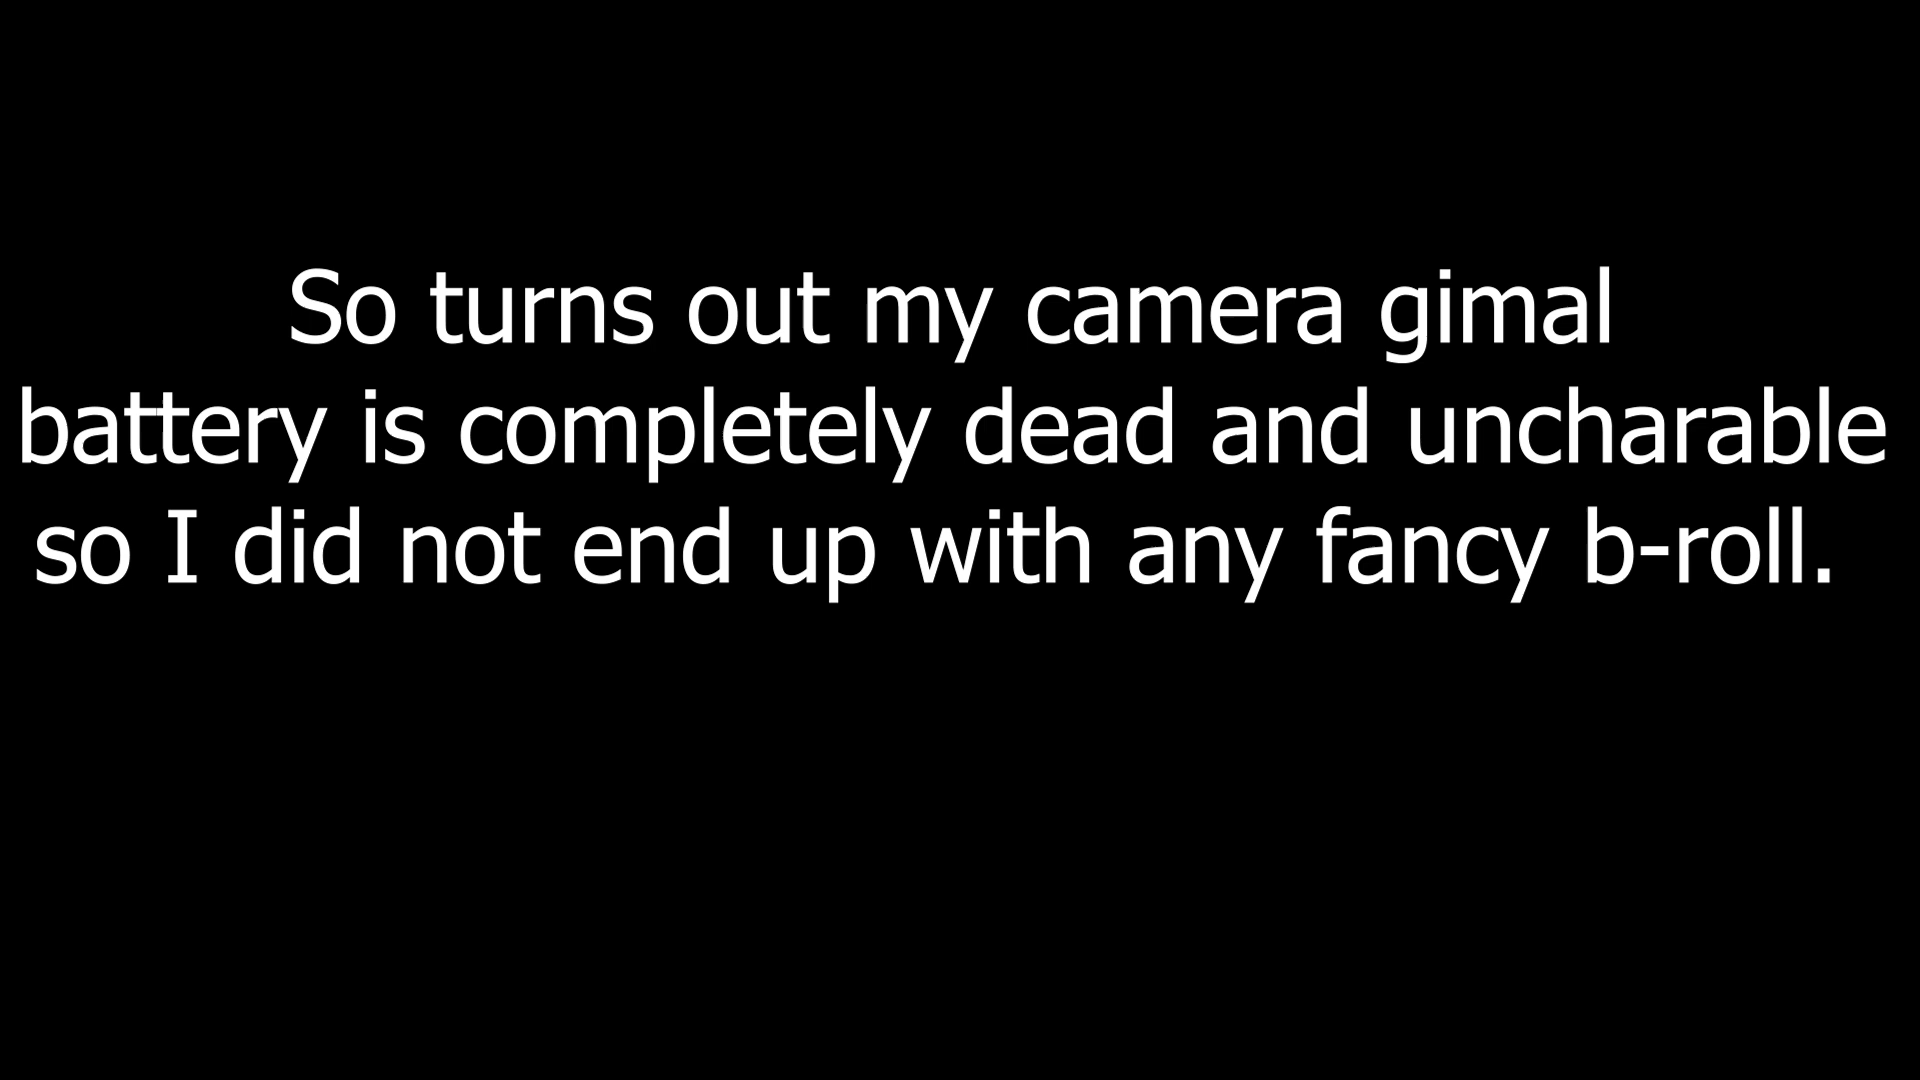 So turns out my camera gimal
battery is completely dead and uncharable
so I did not end up with any fancy b-roll.